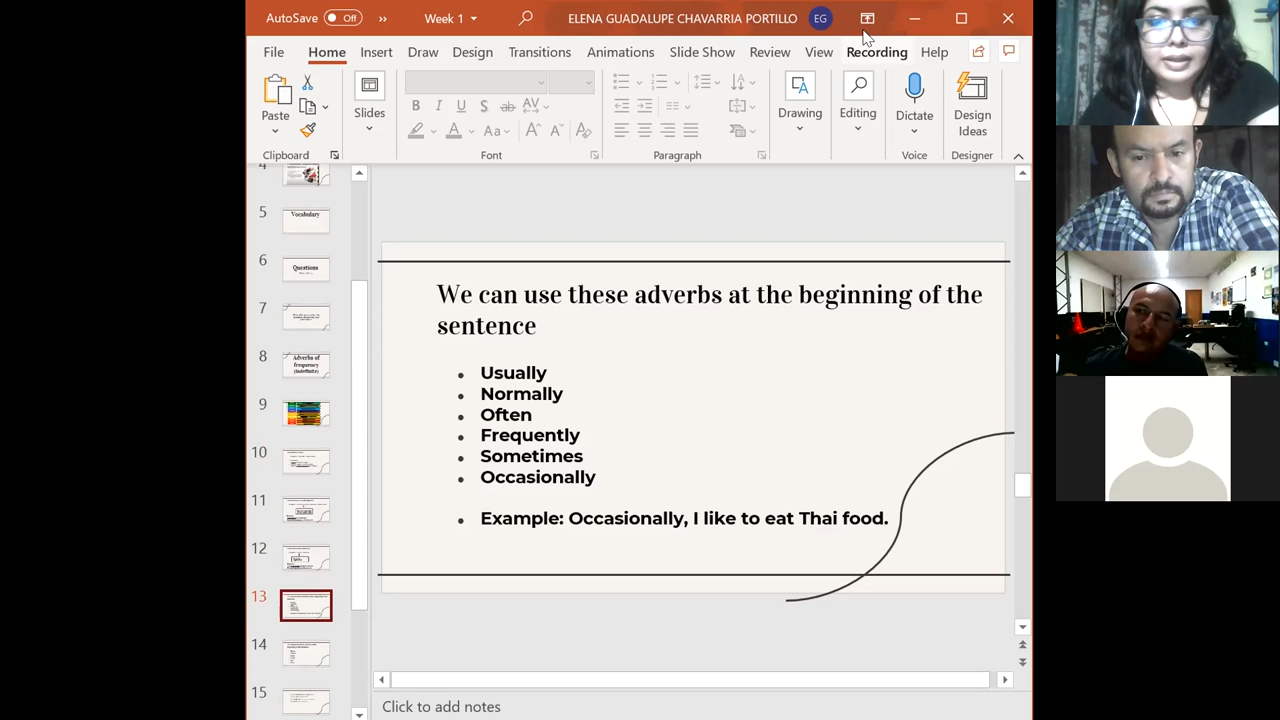 AutoSave Off Week 1 ELENA GUADALUPE CHAVARRIA PORTILLO EG
File Home Insert Draw Design Transitions Animations Slide Show Review View Recording Help
Paste
Slides
Drawing
Editing
Dictate
Design
Ideas
Clipboard Font Paragraph Voice Designer
4
5
Vocabulary
6
Questions
7
8
Adverbs of
frequency
(indefinite)
9
10
11
12
13
14
15
We can use these adverbs at the beginning of the
sentence
• Usually
• Normally
• Often
• Frequently
• Sometimes
• Occasionally
• Example: Occasionally, I like to eat Thai food.
Click to add notes